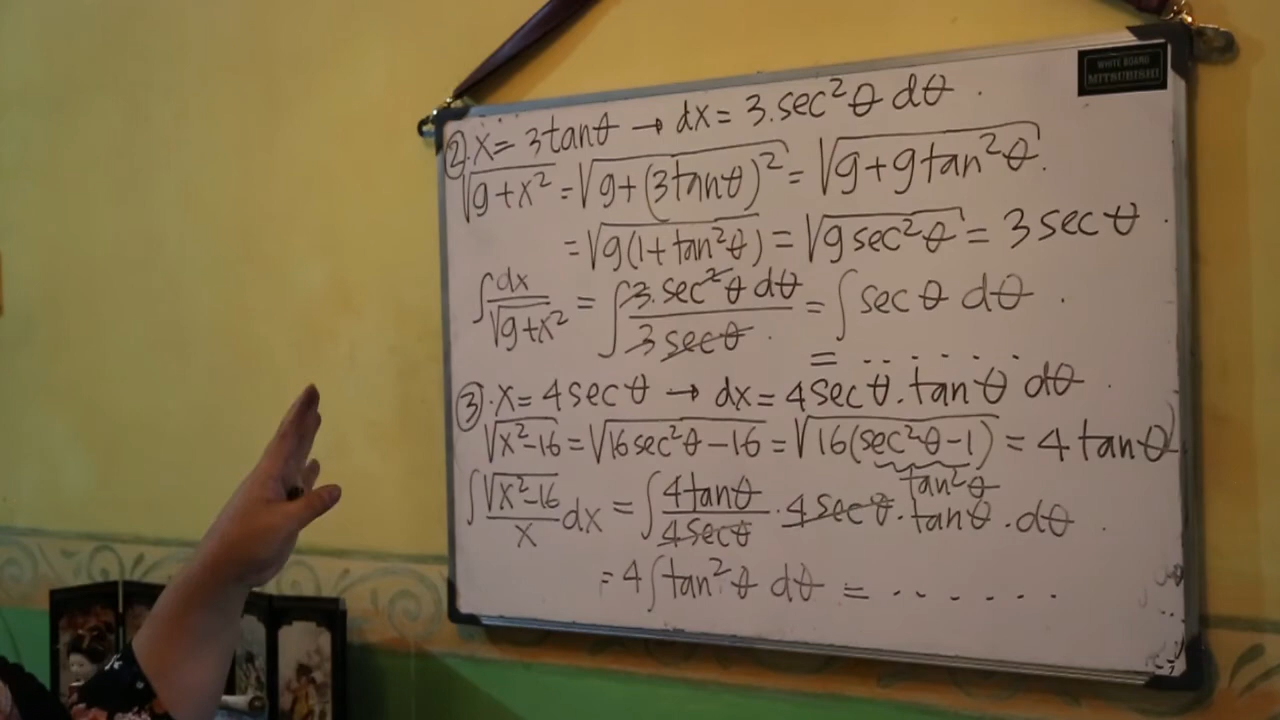 WHITE BOARD
MITSUBISHI
② x = 3tanθ → dx = 3.sec²θ dθ .
√(9+x²) = √(9+(3tanθ)²) = √(9+9tan²θ).
= √(9(1+tan²θ)) = √(9sec²θ) = 3secθ .
∫ dx/√(9+x²) = ∫ 3.sec²θ dθ/3secθ . = ∫ secθ dθ .
= . . . . . . .
③ . x = 4secθ → dx = 4secθ.tanθ dθ .
√(x²-16) = √(16sec²θ-16) = √(16(sec²θ-1)) = 4tanθ
tan²θ
∫ √(x²-16)/x dx = ∫ 4tanθ/4secθ . 4secθ.tanθ.dθ .
= 4∫tan²θ dθ = . . . . . .